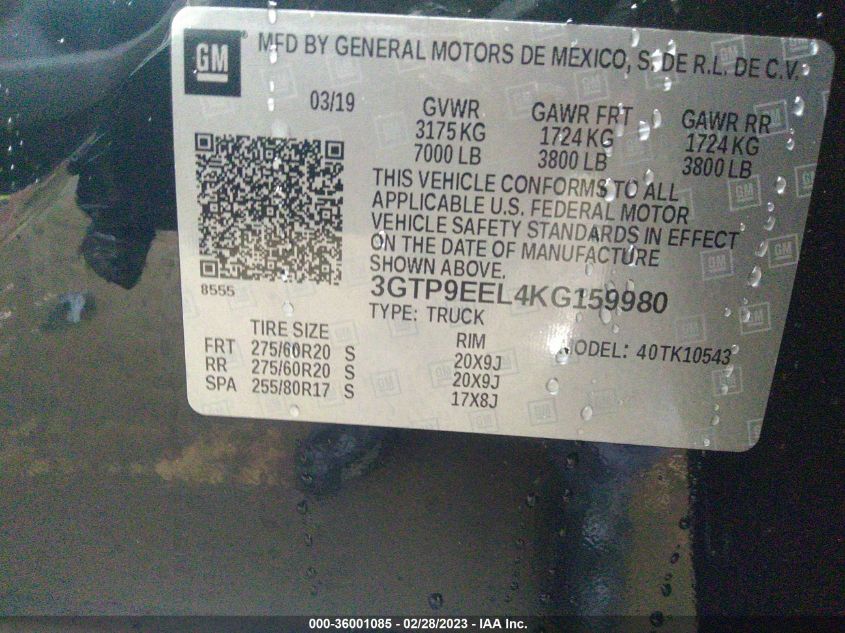 GM MFD BY GENERAL MOTORS DE MEXICO, S. DE R.L. DE C.V.
03/19 GVWR GAWR FRT GAWR RR
3175 KG 1724 KG 1724 KG
7000 LB 3800 LB 3800 LB
THIS VEHICLE CONFORMS TO ALL
APPLICABLE U.S. FEDERAL MOTOR
VEHICLE SAFETY STANDARDS IN EFFECT
ON THE DATE OF MANUFACTURE
SHOWN ABOVE.
8555
3GTP9EEL4KG159980
TYPE: TRUCK
TIRE SIZE RIM MODEL: 40TK10543
FRT 275/60R20 S 20X9J
RR 275/60R20 S 20X9J
SPA 255/80R17 S 17X8J
000-36001085 - 02/28/2023 - IAA Inc.